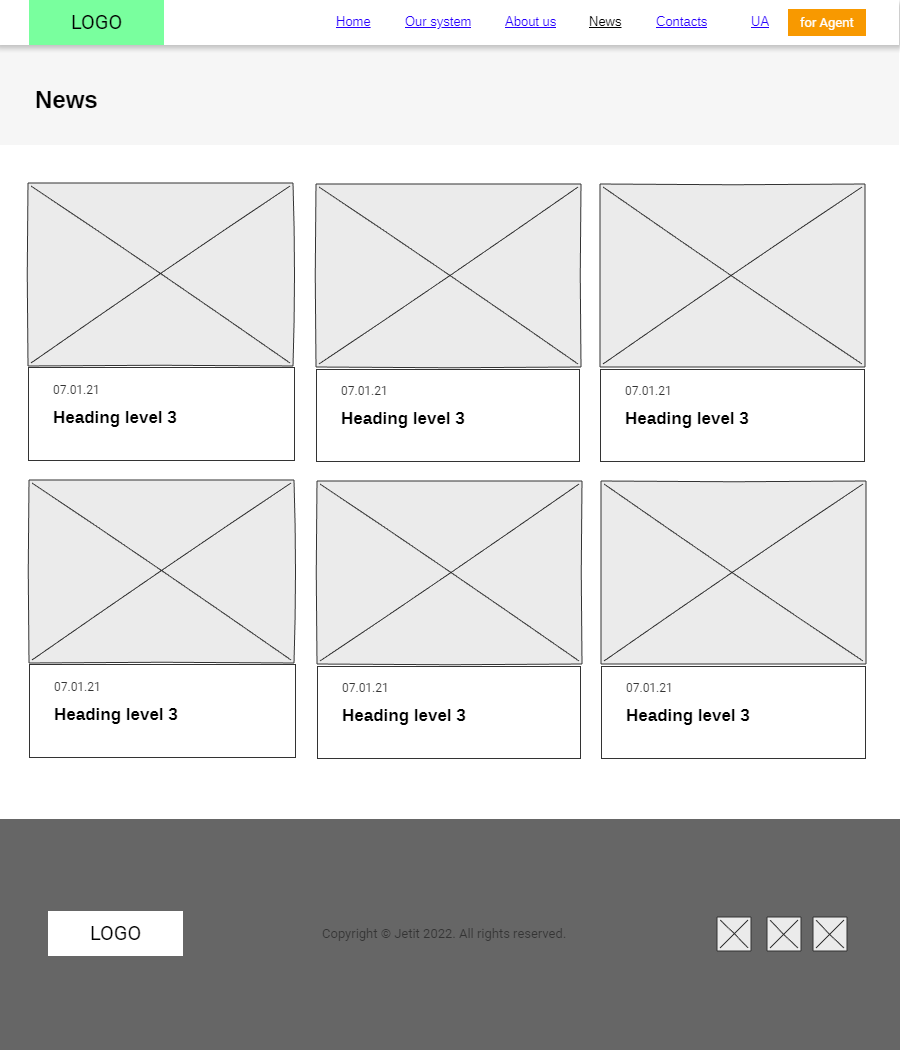 LOGO
Home Our system About us News Contacts UA for Agent
News
07.01.21 07.01.21 07.01.21
Heading level 3 Heading level 3 Heading level 3
07.01.21 07.01.21 07.01.21
Heading level 3 Heading level 3 Heading level 3
LOGO
Copyright © Jetit 2022. All rights reserved.